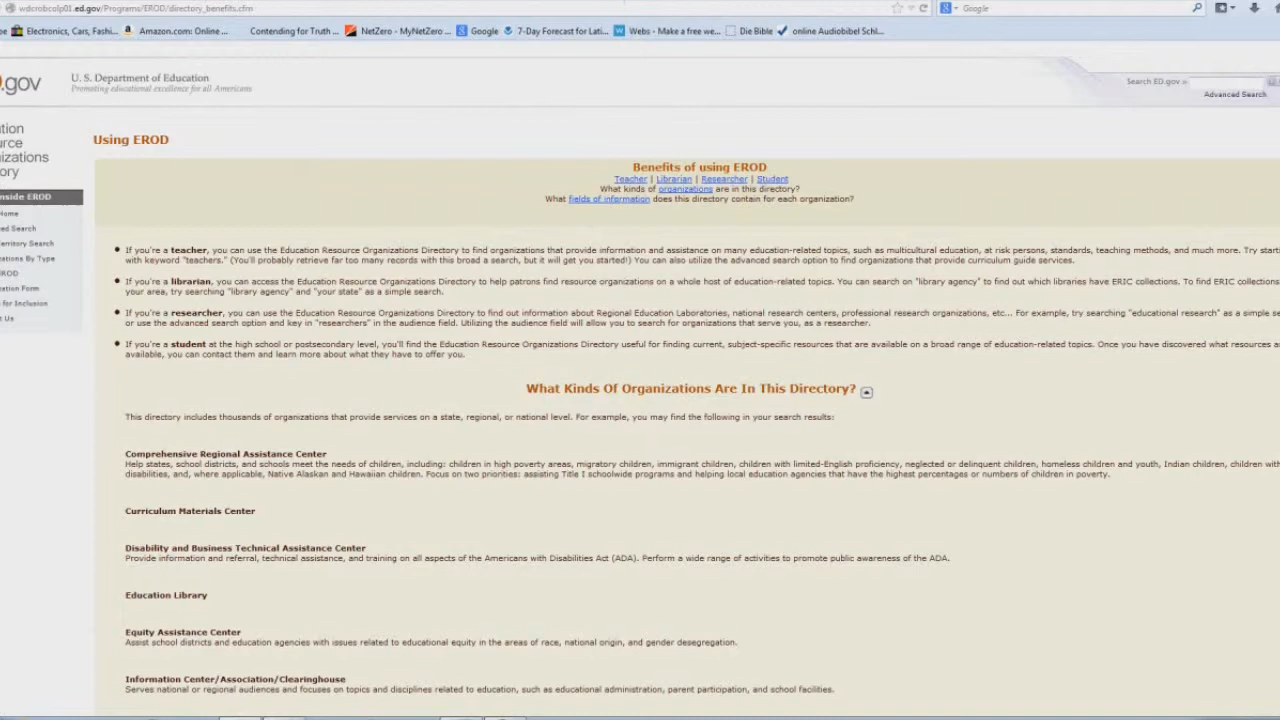 wdcrobcolp01.ed.gov/Programs/EROD/directory_benefits.cfm
Google
Electronics, Cars, Fashi... Amazon.com: Online ... Contending for Truth ... NetZero - MyNetZero ... Google 7-Day Forecast for Lati... Webs - Make a free we... Die Bible online Audiobibel Schl...
.gov
U. S. Department of Education
Promoting educational excellence for all Americans
Search ED.gov »
Advanced Search
Using EROD
Inside EROD
Home
Benefits of using EROD
Teacher | Librarian | Researcher | Student
What kinds of organizations are in this directory?
What fields of information does this directory contain for each organization?
If you're a teacher, you can use the Education Resource Organizations Directory to find organizations that provide information and assistance on many education-related topics, such as multicultural education, at risk persons, standards, teaching methods, and much more. Try
with keyword "teachers." (You'll probably retrieve far too many records with this broad a search, but it will get you started!) You can also utilize the advanced search option to find organizations that provide curriculum guide services.
If you're a librarian, you can access the Education Resource Organizations Directory to help patrons find resource organizations on a whole host of education-related topics. You can search on "library agency" to find out which libraries have ERIC collections. To find ERIC
your area, try searching "library agency" and "your state" as a simple search.
If you're a researcher, you can use the Education Resource Organizations Directory to find out information about Regional Education Laboratories, national research centers, professional research organizations, etc... For example, try searching "educational research" as a simple
or use the advanced search option and key in "researchers" in the audience field. Utilizing the audience field will allow you to search for organizations that serve you, as a researcher.
If you're a student at the high school or postsecondary level, you'll find the Education Resource Organizations Directory useful for finding current, subject-specific resources that are available on a broad range of education-related topics. Once you have discovered what resources
available, you can contact them and learn more about what they have to offer you.
What Kinds Of Organizations Are In This Directory?
This directory includes thousands of organizations that provide services on a state, regional, or national level. For example, you may find the following in your search results:
Comprehensive Regional Assistance Center
Help states, school districts, and schools meet the needs of children, including: children in high poverty areas, migratory children, immigrant children, children with limited-English proficiency, neglected or delinquent children, homeless children and youth, Indian children, children with
disabilities, and, where applicable, Native Alaskan and Hawaiian children. Focus on two priorities: assisting Title I schoolwide programs and helping local education agencies that have the highest percentages or numbers of children in poverty.
Curriculum Materials Center
Disability and Business Technical Assistance Center
Provide information and referral, technical assistance, and training on all aspects of the Americans with Disabilities Act (ADA). Perform a wide range of activities to promote public awareness of the ADA.
Education Library
Equity Assistance Center
Assist school districts and education agencies with issues related to educational equity in the areas of race, national origin, and gender desegregation.
Information Center/Association/Clearinghouse
Serves national or regional audiences and focuses on topics and disciplines related to education, such as educational administration, parent participation, and school facilities.